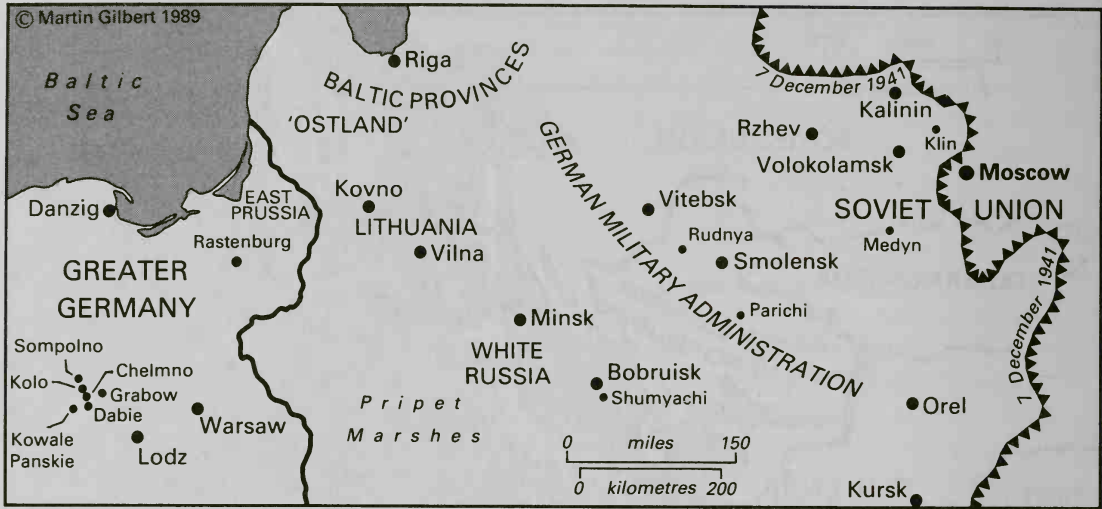 © Martin Gilbert 1989
Baltic
Sea
Riga
BALTIC PROVINCES
'OSTLAND'
7 December 1941
Kalinin
Rzhev
Klin
Volokolamsk
Moscow
GERMAN MILITARY ADMINISTRATION
Danzig
EAST
PRUSSIA
Kovno
LITHUANIA
Vilna
Vitebsk
SOVIET UNION
Rudnya
Medyn
Smolensk
Rastenburg
GREATER
GERMANY
Minsk
Parichi
7 December 1941
WHITE
RUSSIA
Sompolno
Chelmno
Kolo
Grabow
Dabie
Kowale
Panskie
Warsaw
Lodz
Bobruisk
Shumyachi
Pripet
Marshes
Orel
0 miles 150
0 kilometres 200
Kursk